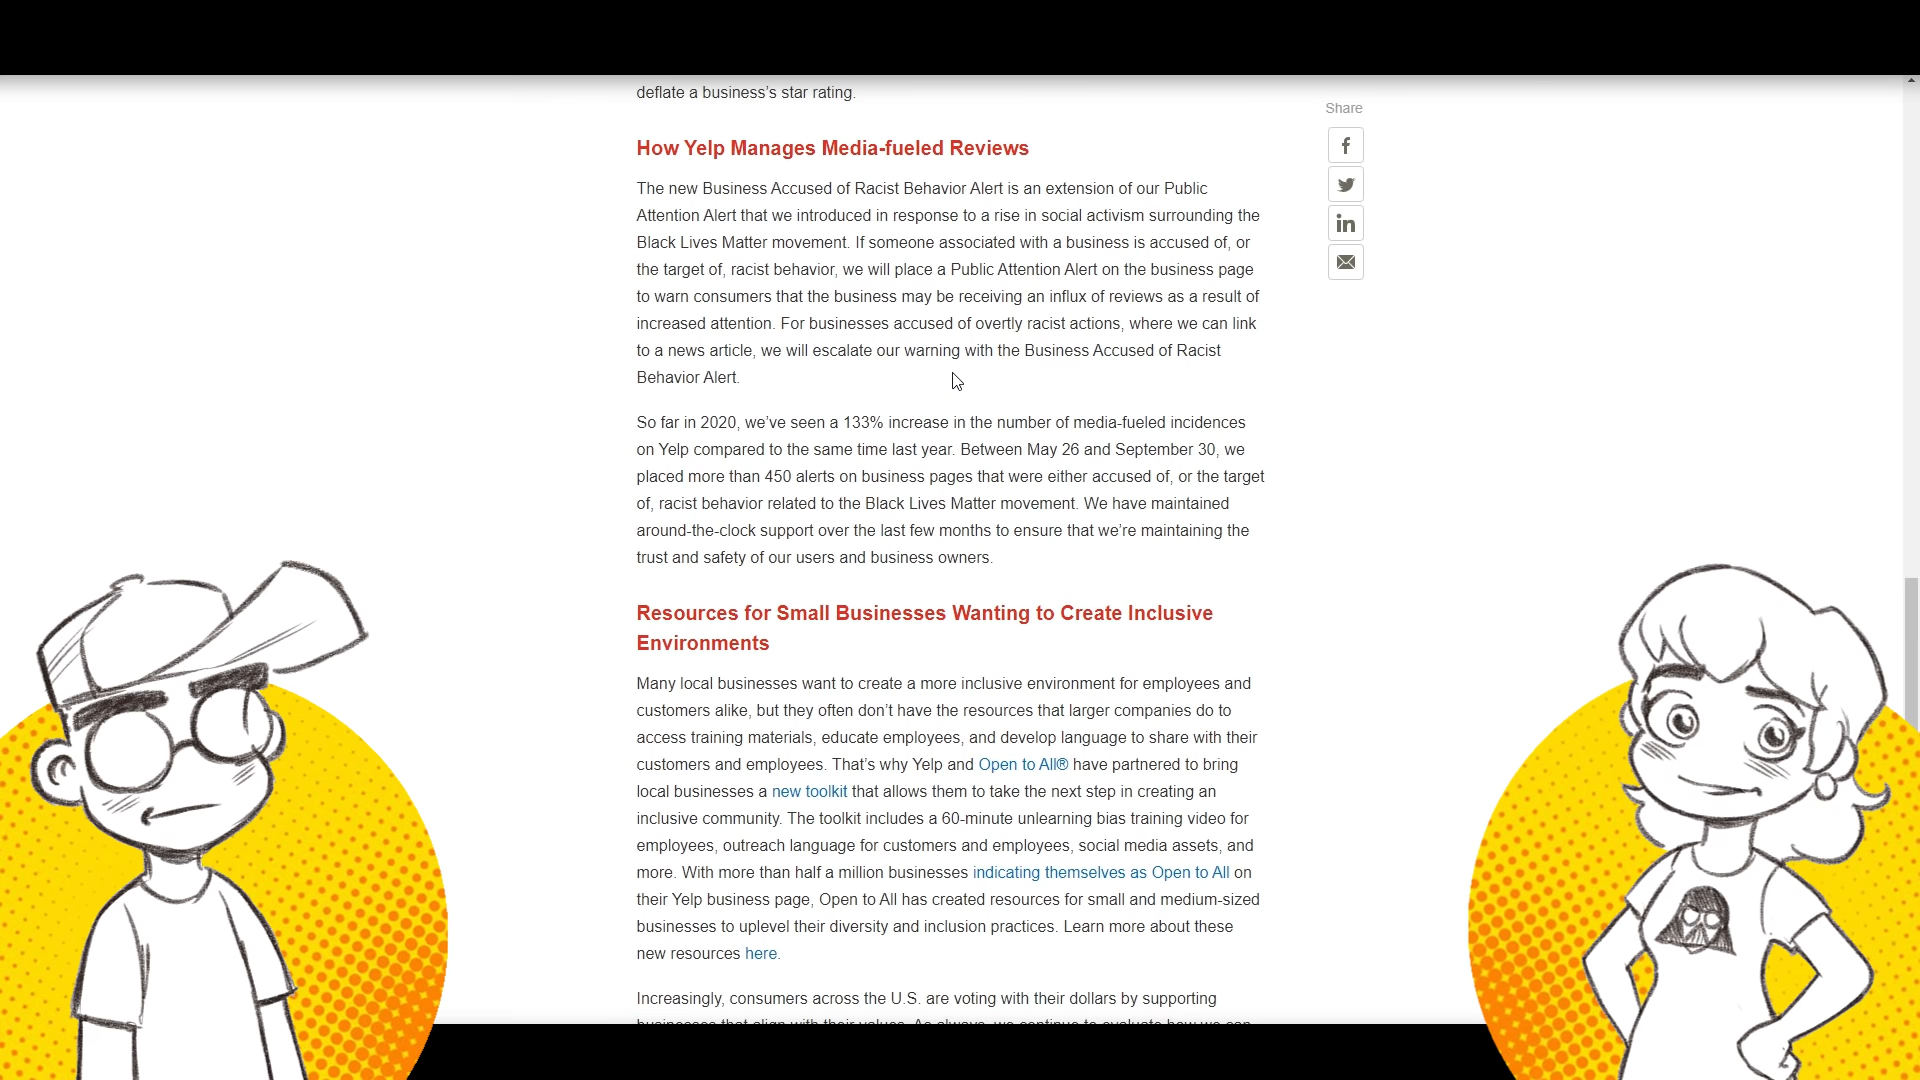 deflate a business’s star rating.
Share
How Yelp Manages Media-fueled Reviews
The new Business Accused of Racist Behavior Alert is an extension of our Public
Attention Alert that we introduced in response to a rise in social activism surrounding the
Black Lives Matter movement. If someone associated with a business is accused of, or
the target of, racist behavior, we will place a Public Attention Alert on the business page
to warn consumers that the business may be receiving an influx of reviews as a result of
increased attention. For businesses accused of overtly racist actions, where we can link
to a news article, we will escalate our warning with the Business Accused of Racist
Behavior Alert.
So far in 2020, we’ve seen a 133% increase in the number of media-fueled incidences
on Yelp compared to the same time last year. Between May 26 and September 30, we
placed more than 450 alerts on business pages that were either accused of, or the target
of, racist behavior related to the Black Lives Matter movement. We have maintained
around-the-clock support over the last few months to ensure that we’re maintaining the
trust and safety of our users and business owners.
Resources for Small Businesses Wanting to Create Inclusive
Environments
Many local businesses want to create a more inclusive environment for employees and
customers alike, but they often don’t have the resources that larger companies do to
access training materials, educate employees, and develop language to share with their
customers and employees. That’s why Yelp and Open to All® have partnered to bring
local businesses a new toolkit that allows them to take the next step in creating an
inclusive community. The toolkit includes a 60-minute unlearning bias training video for
employees, outreach language for customers and employees, social media assets, and
more. With more than half a million businesses indicating themselves as Open to All on
their Yelp business page, Open to All has created resources for small and medium-sized
businesses to uplevel their diversity and inclusion practices. Learn more about these
new resources here.
Increasingly, consumers across the U.S. are voting with their dollars by supporting
businesses that align with their values. As always, we continue to evaluate how we can